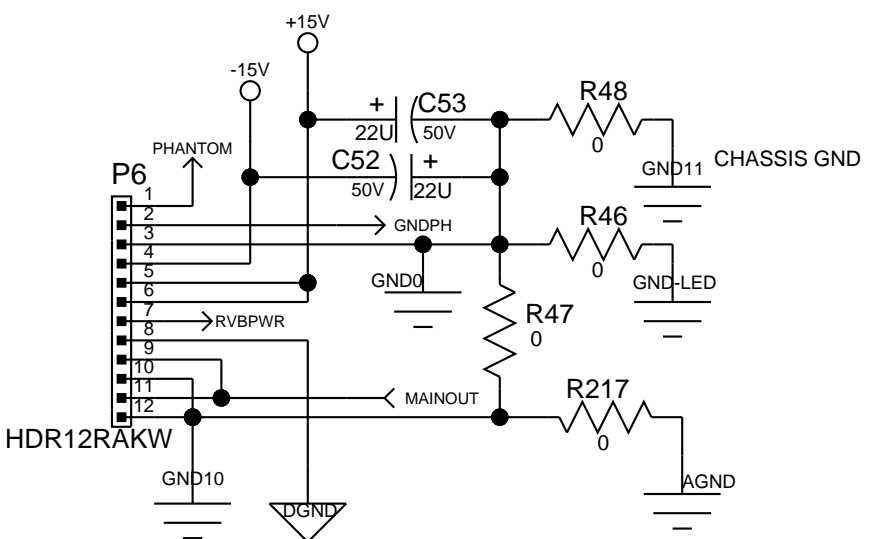 +15V
-15V
+ C53
22U 50V
R48
0
GND11 CHASSIS GND
PHANTOM
C52 +
50V 22U
P6
1
2
3
4
5
6
7
8
9
10
11
12
GNDPH
GND0
R46
0
GND-LED
R47
0
RVBPWR
MAINOUT
R217
0
HDR12RAKW
GND10
DGND
AGND